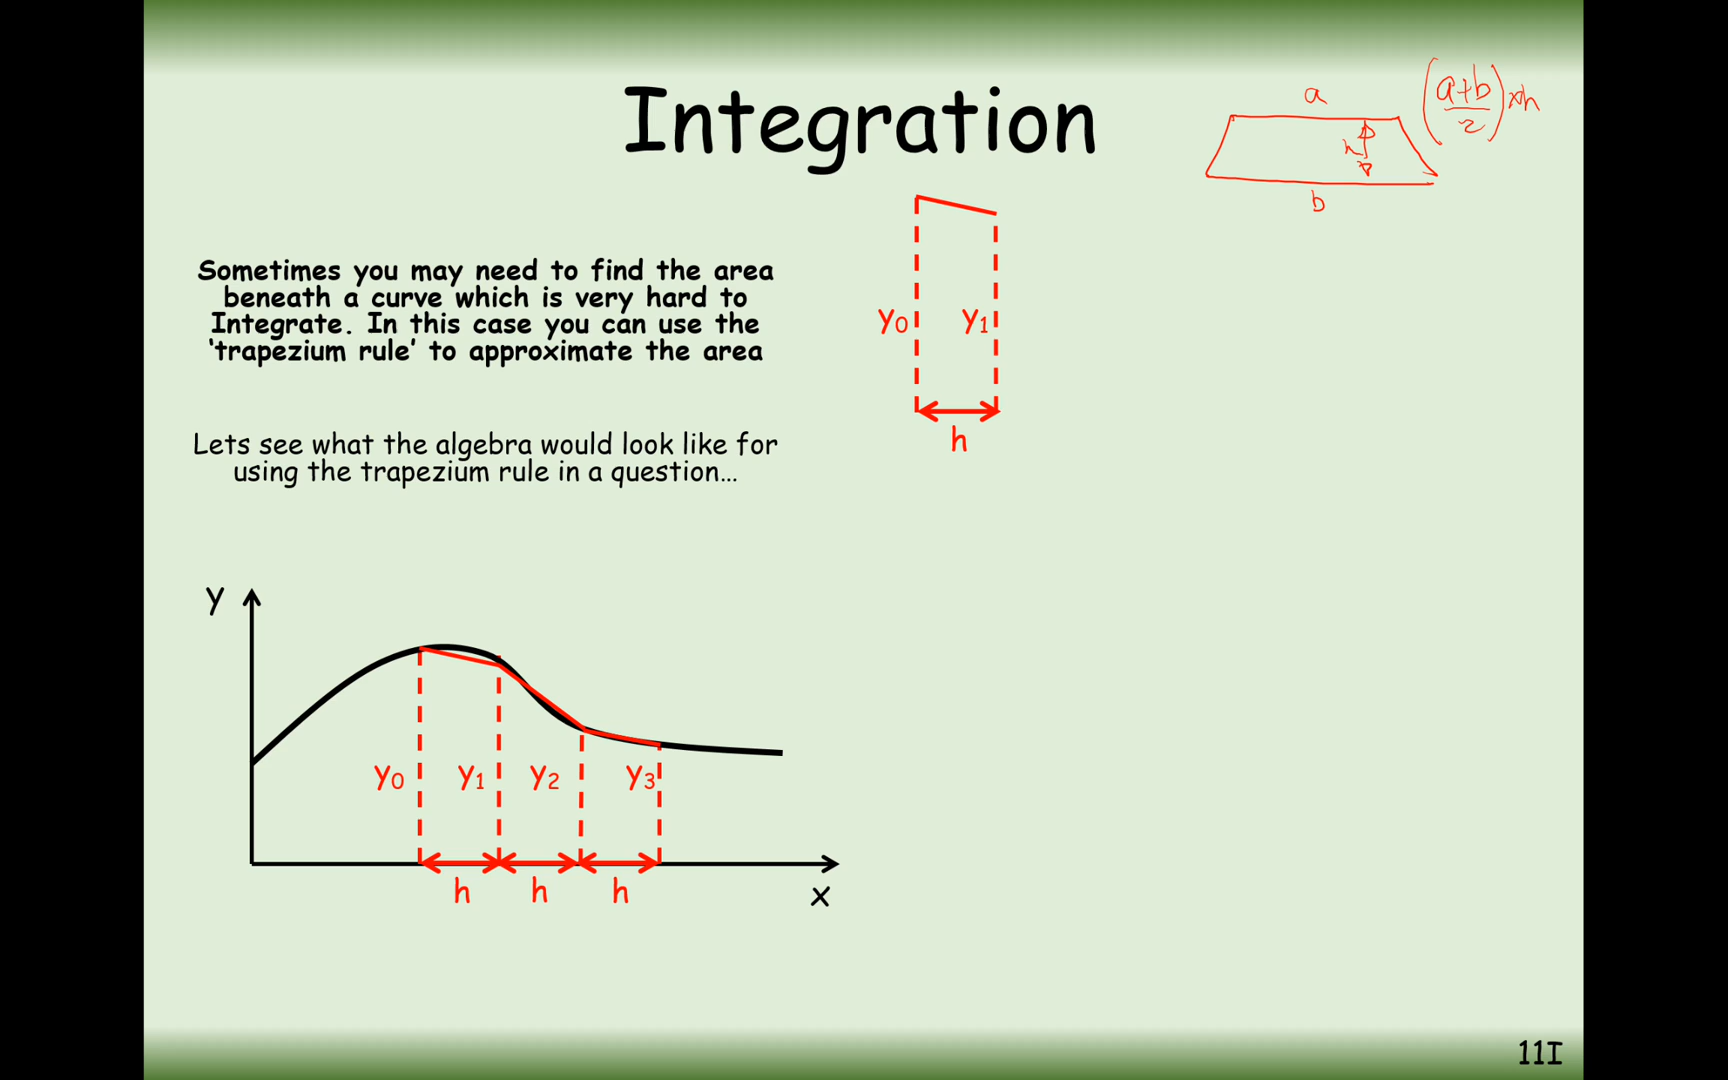 Integration
a
(a+b/2)×h
h
b
Sometimes you may need to find the area
beneath a curve which is very hard to
Integrate. In this case you can use the
‘trapezium rule’ to approximate the area
y0 y1
h
Lets see what the algebra would look like for
using the trapezium rule in a question…
y
y0 y1 y2 y3
h h h
x
11I